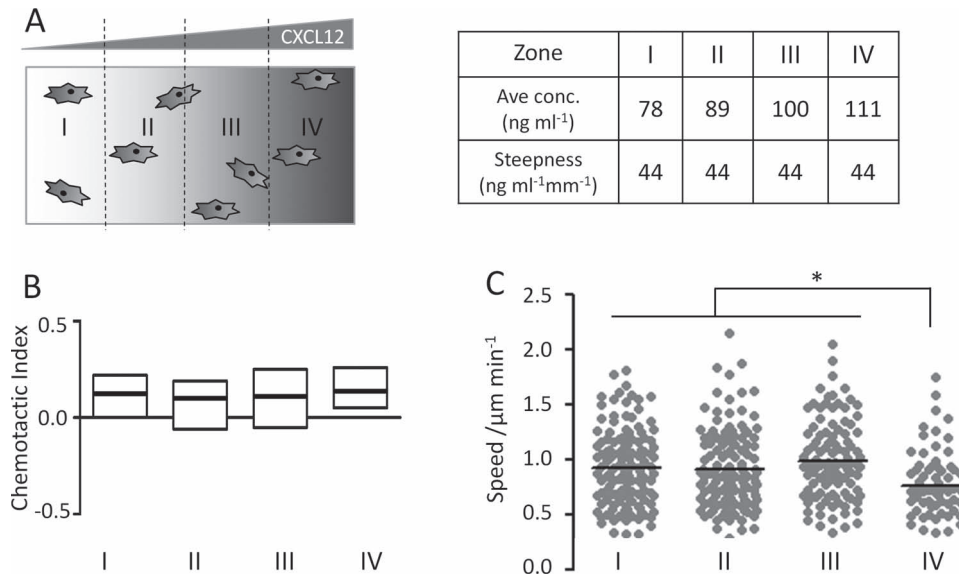 A
CXCL12
I II III IV
Zone I II III IV
Ave conc.
(ng ml⁻¹) 78 89 100 111
Steepness
(ng ml⁻¹mm⁻¹) 44 44 44 44
B
Chemotactic Index
0.5
0.0
-0.5
I II III IV
C
*
Speed /µm min⁻¹
2.5
2.0
1.5
1.0
0.5
0.0
I II III IV